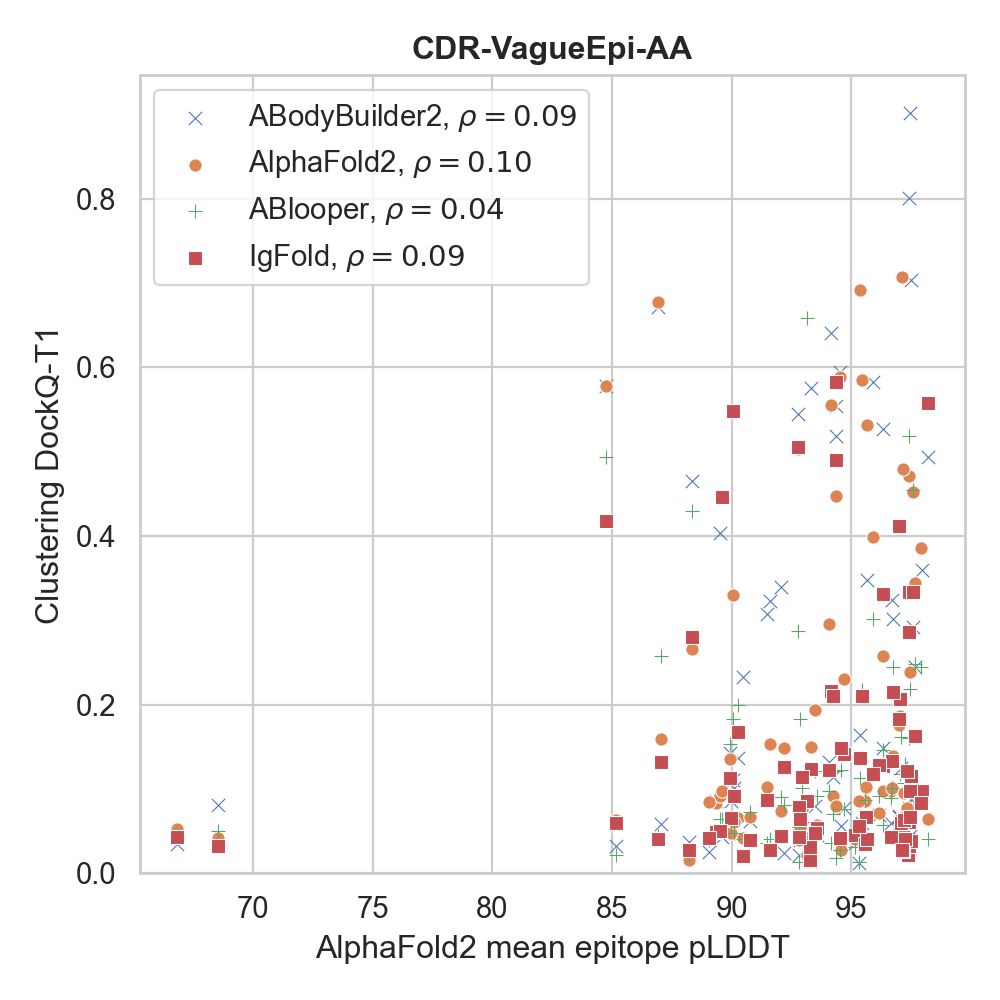 CDR-VagueEpi-AA
ABodyBuilder2, ρ = 0.09
AlphaFold2, ρ = 0.10
ABlooper, ρ = 0.04
IgFold, ρ = 0.09
Clustering DockQ-T1
0.8
0.6
0.4
0.2
0.0
70 75 80 85 90 95
AlphaFold2 mean epitope pLDDT